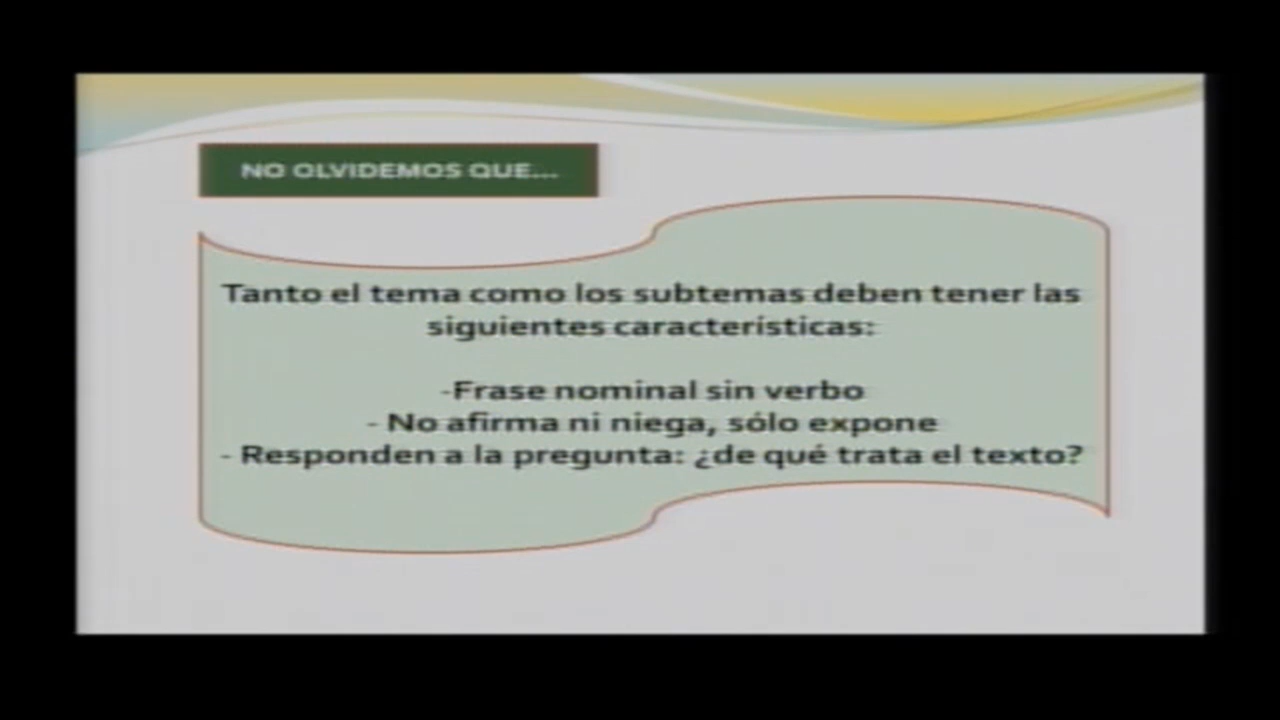 NO OLVIDEMOS QUE...
Tanto el tema como los subtemas deben tener las
siguientes características:
-Frase nominal sin verbo
- No afirma ni niega, sólo expone
- Responden a la pregunta: ¿de qué trata el texto?